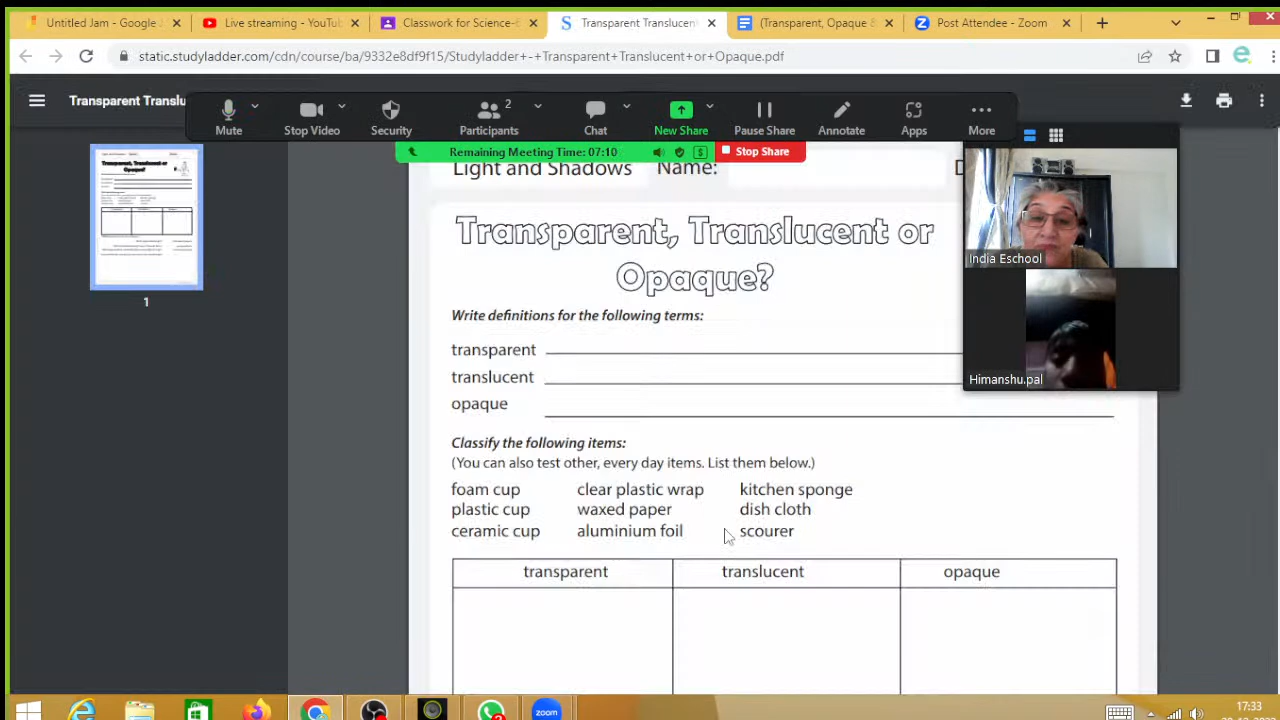 Untitled Jam - Google J
Live streaming - YouTu
Classwork for Science-6
Transparent Translucen
(Transparent, Opaque &
Post Attendee - Zoom
static.studyladder.com/cdn/course/ba/9332e8df9f15/Studyladder+-+Transparent+Translucent+or+Opaque.pdf
Transparent Translu
Mute
Stop Video
Security
Participants 2
Chat
New Share
Pause Share
Annotate
Apps
More
Remaining Meeting Time: 07:10
Stop Share
India Eschool
Himanshu.pal
1
Light and Shadows Name:
Transparent, Translucent or
Opaque?
Write definitions for the following terms:
transparent
translucent
opaque
Classify the following items:
(You can also test other, every day items. List them below.)
foam cup clear plastic wrap kitchen sponge
plastic cup waxed paper dish cloth
ceramic cup aluminium foil scourer
transparent translucent opaque
zoom
17:33